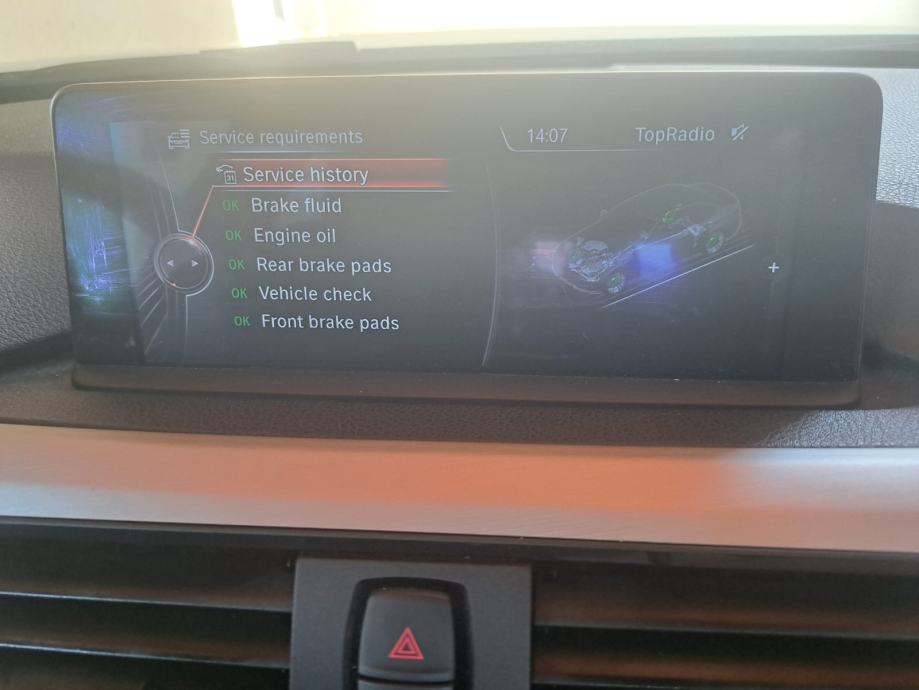 Service requirements
14:07
TopRadio
Service history
OK Brake fluid
OK Engine oil
OK Rear brake pads
OK Vehicle check
OK Front brake pads